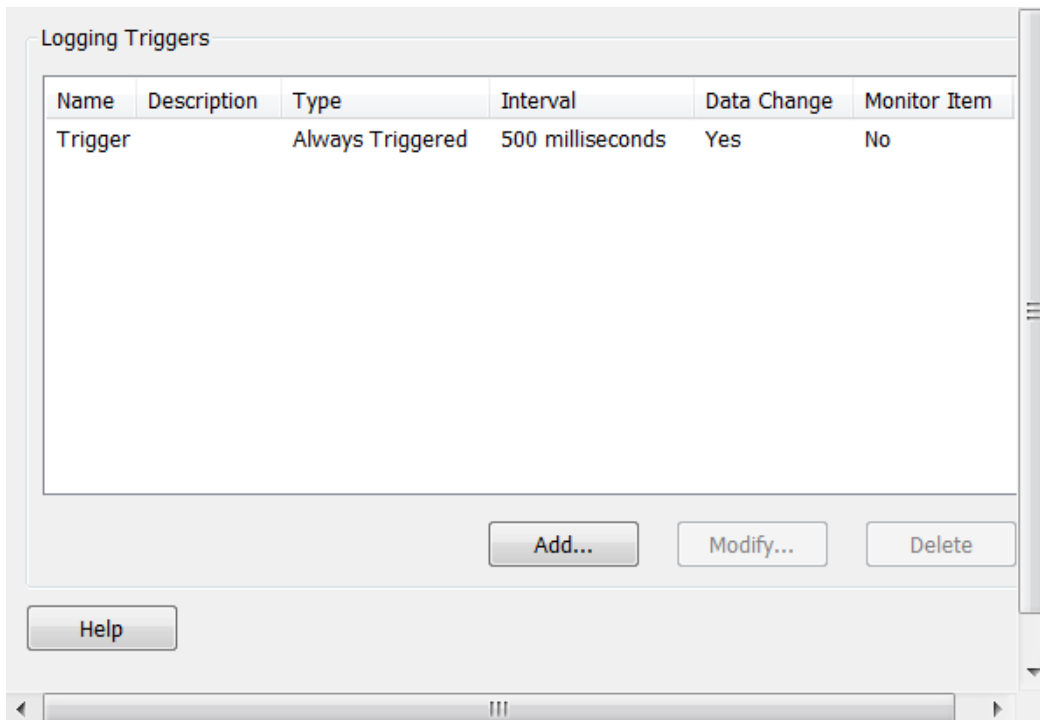 Logging Triggers
Name Description Type Interval Data Change Monitor Item
Trigger Always Triggered 500 milliseconds Yes No
Add... Modify... Delete
Help